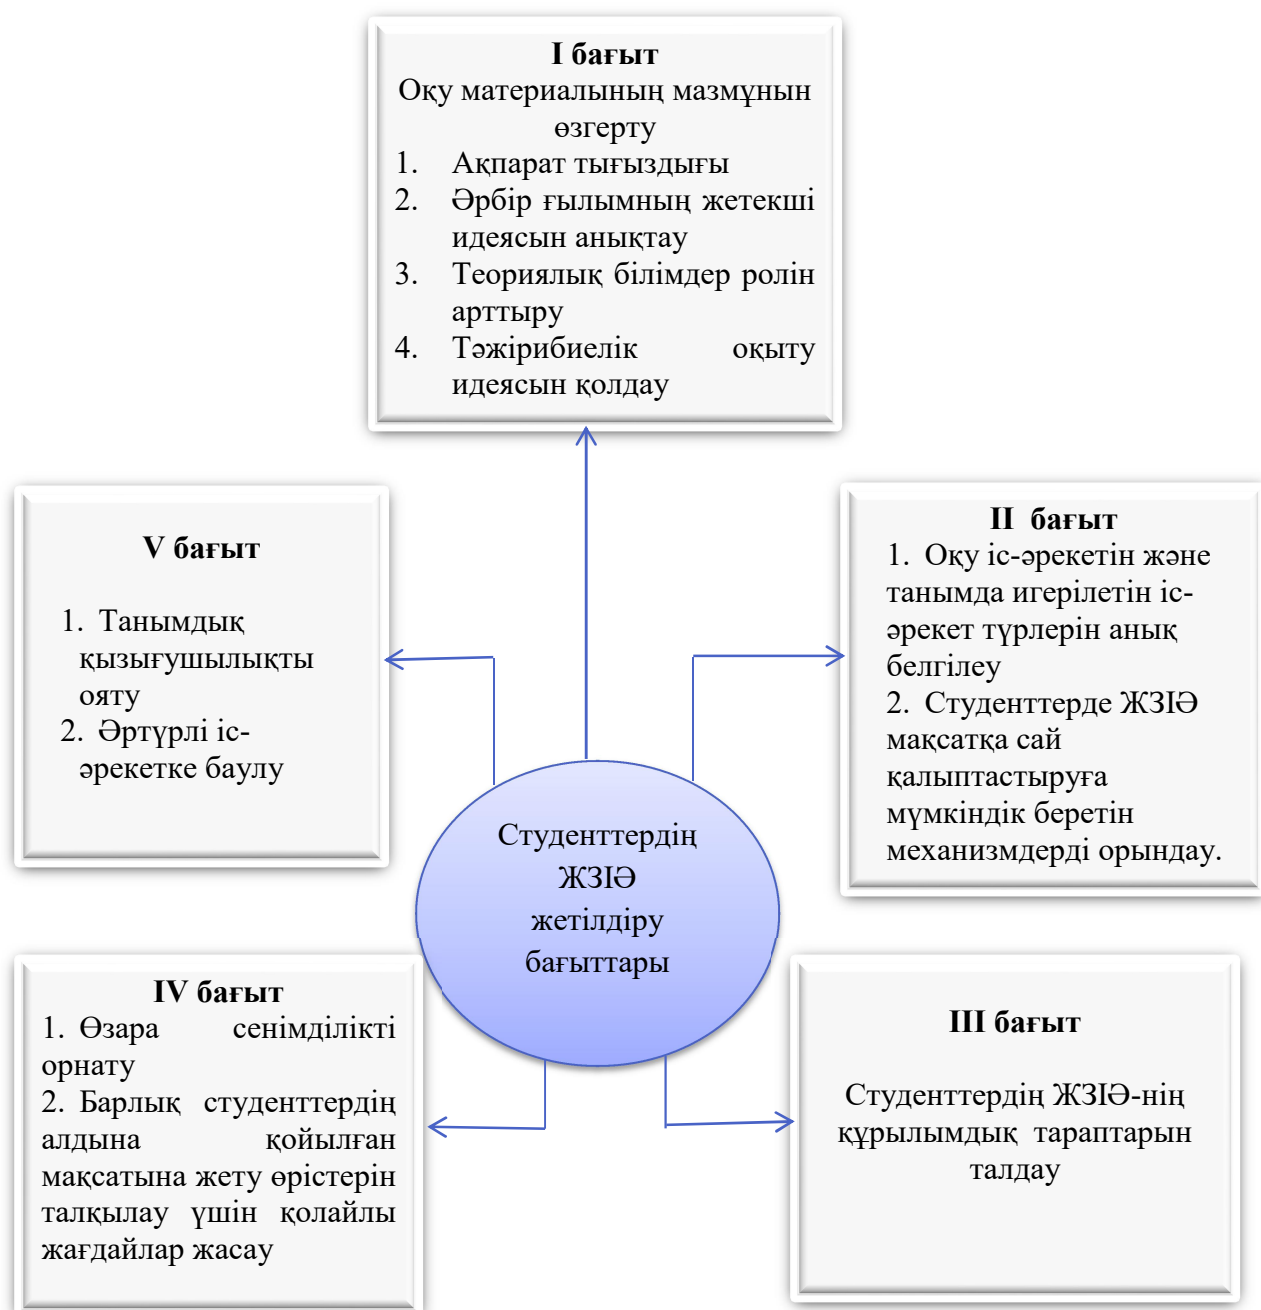 I бағыт
Оқу материалының мазмұнын
өзгерту
1. Ақпарат тығыздығы
2. Әрбір ғылымның жетекші
идеясын анықтау
3. Теориялық білімдер ролін
арттыру
4. Тәжірибиелік оқыту
идеясын қолдау
II бағыт
1. Оқу іс-әрекетін және
танымда игерілетін іс-
әрекет түрлерін анық
белгілеу
2. Студенттерде ЖЗІӘ
мақсатқа сай
қалыптастыруға
мүмкіндік беретін
механизмдерді орындау.
V бағыт
1. Танымдық
қызығушылықты
ояту
2. Әртүрлі іс-
әрекетке баулу
Студенттердің
ЖЗІӘ
жетілдіру
бағыттары
IV бағыт
1. Өзара сенімділікті
орнату
2. Барлық студенттердің
алдына қойылған
мақсатына жету өрістерін
талқылау үшін қолайлы
жағдайлар жасау
III бағыт
Студенттердің ЖЗІӘ-нің
құрылымдық тараптарын
талдау